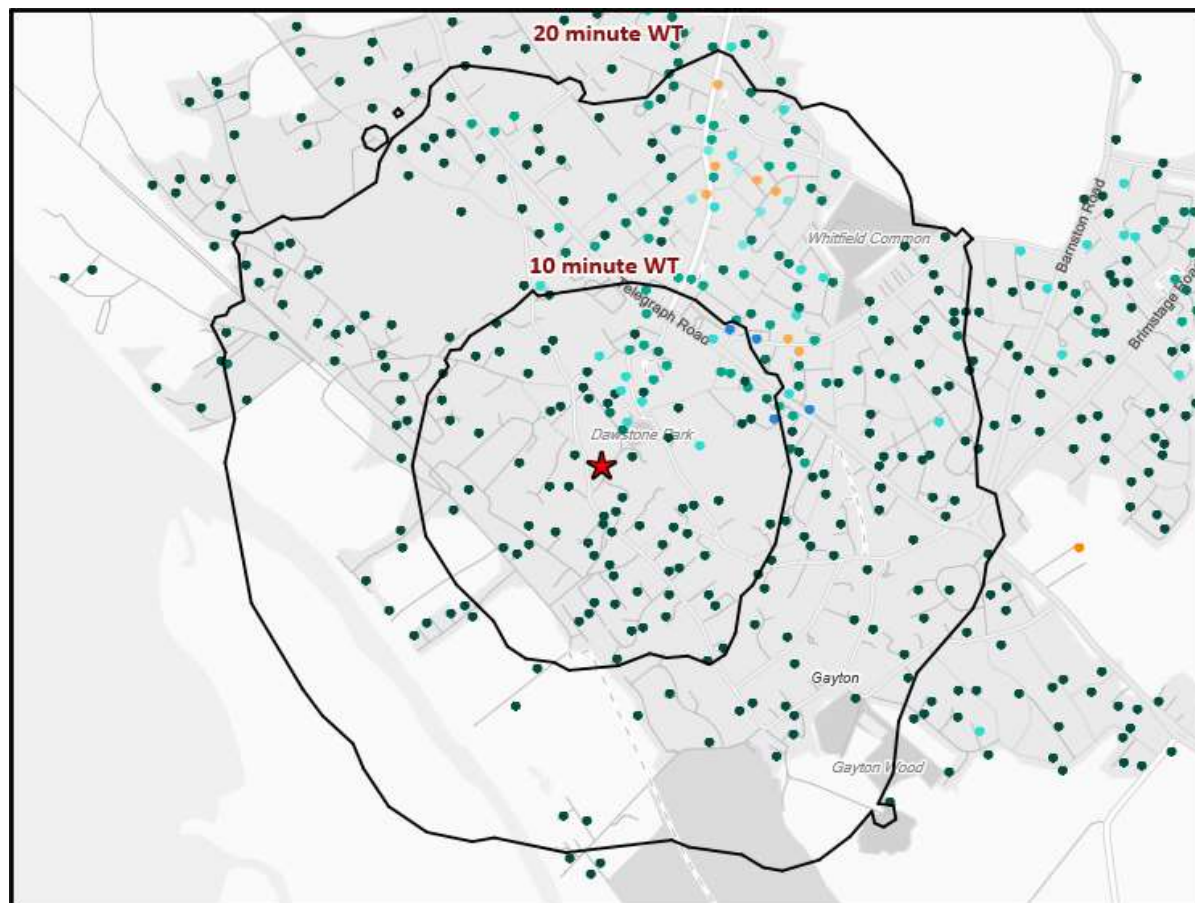 20 minute WT
Barnston Road
Whitfield Common
10 minute WT
Telegraph Road
Brimstage Road
Dawstone Park
Gayton
Gayton Wood